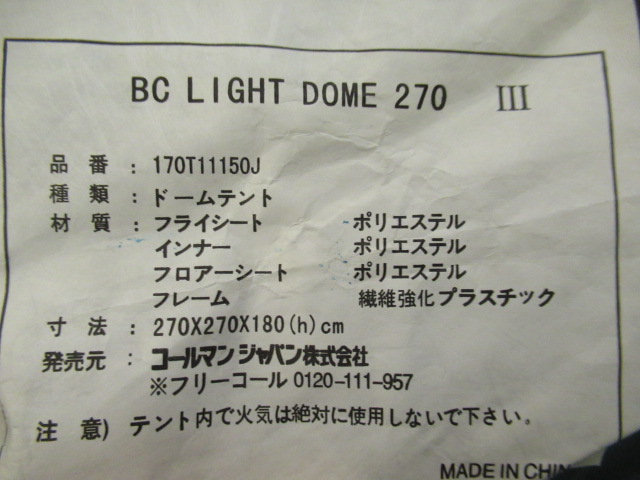 BC LIGHT DOME 270 III
品 番 : 170T11150J
種 類 : ドームテント
材 質 : フライシート ポリエステル
インナー ポリエステル
フロアーシート ポリエステル
フレーム 繊維強化プラスチック
寸 法 : 270X270X180(h)cm
発売元 : コールマン ジャパン株式会社
※フリーコール 0120-111-957
注 意) テント内で火気は絶対に使用しないで下さい。
MADE IN CHIN